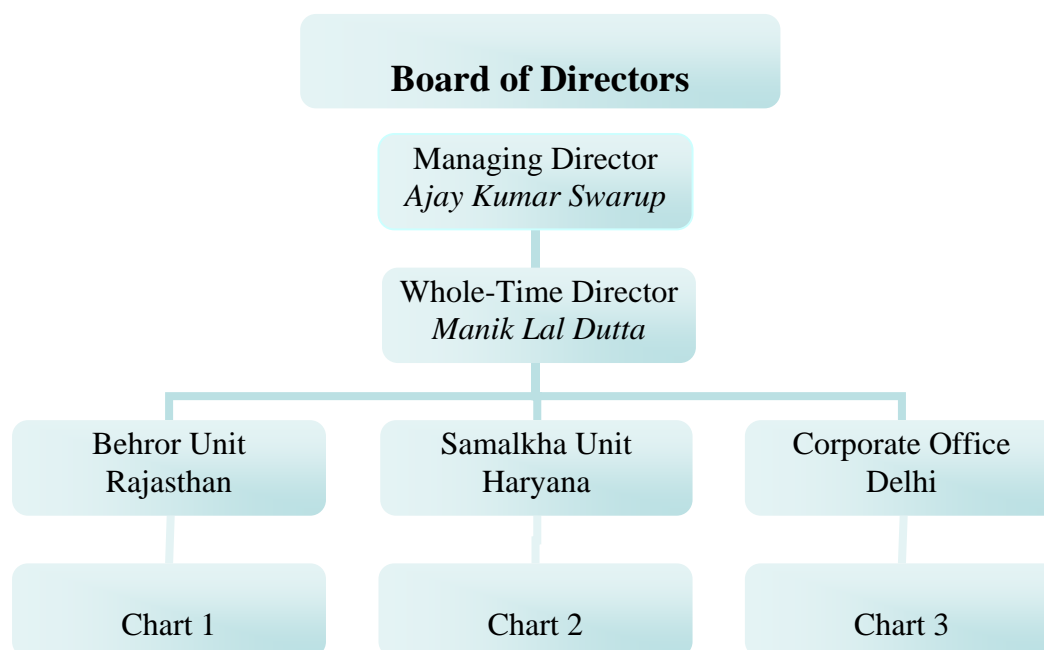 Board of Directors
Managing Director
Ajay Kumar Swarup
Whole-Time Director
Manik Lal Dutta
Behror Unit
Rajasthan
Samalkha Unit
Haryana
Corporate Office
Delhi
Chart 1
Chart 2
Chart 3